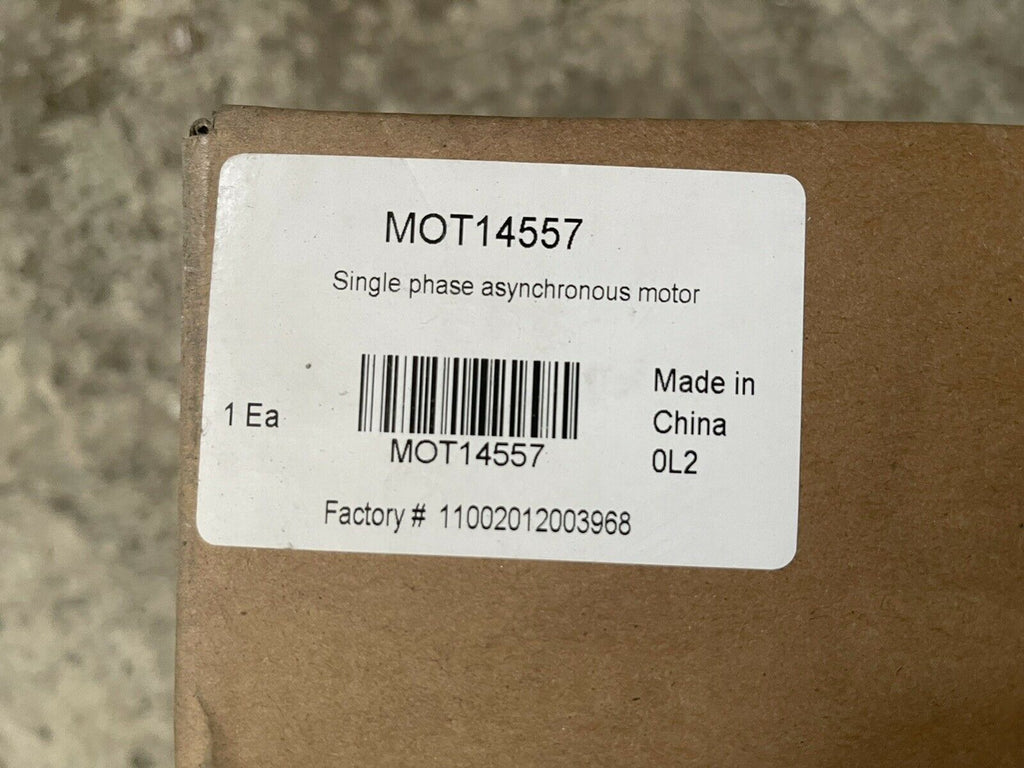 MOT14557
Single phase asynchronous motor
1 Ea
MOT14557
Made in
China
0L2
Factory # 11002012003968